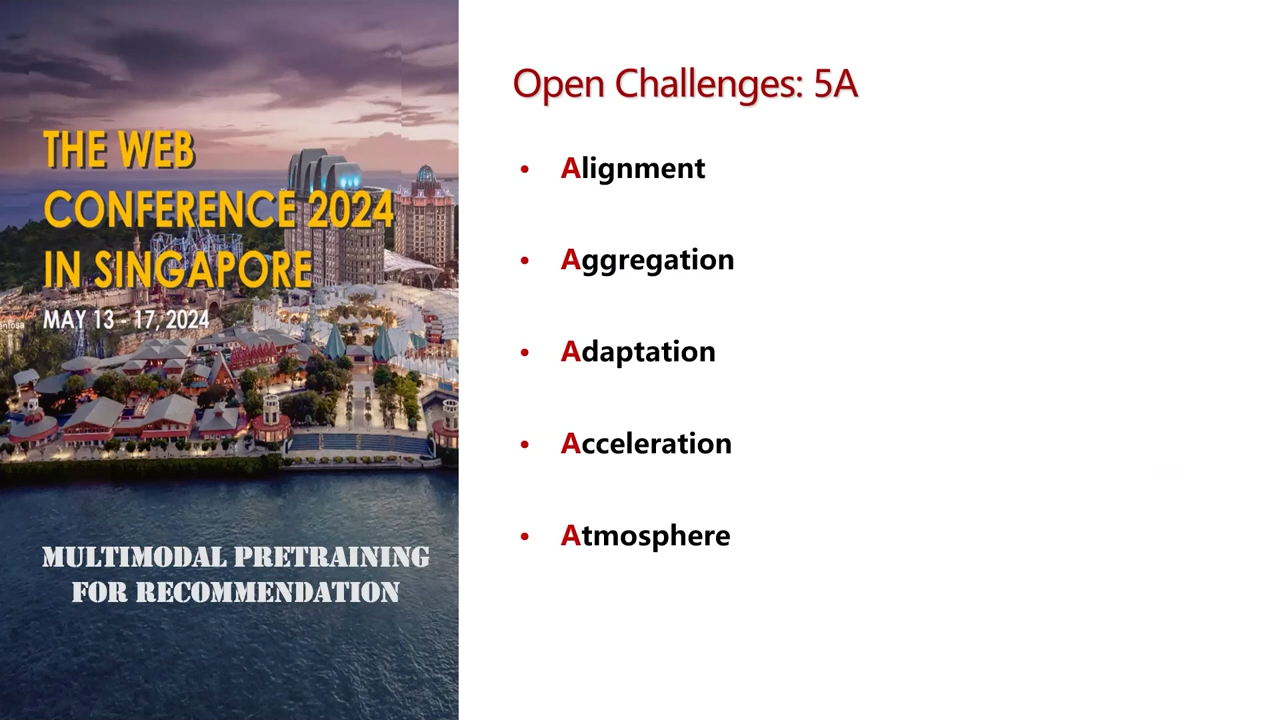 THE WEB
CONFERENCE 2024
IN SINGAPORE
MAY 13 - 17, 2024
MULTIMODAL PRETRAINING
FOR RECOMMENDATION
Open Challenges: 5A
• Alignment
• Aggregation
• Adaptation
• Acceleration
• Atmosphere